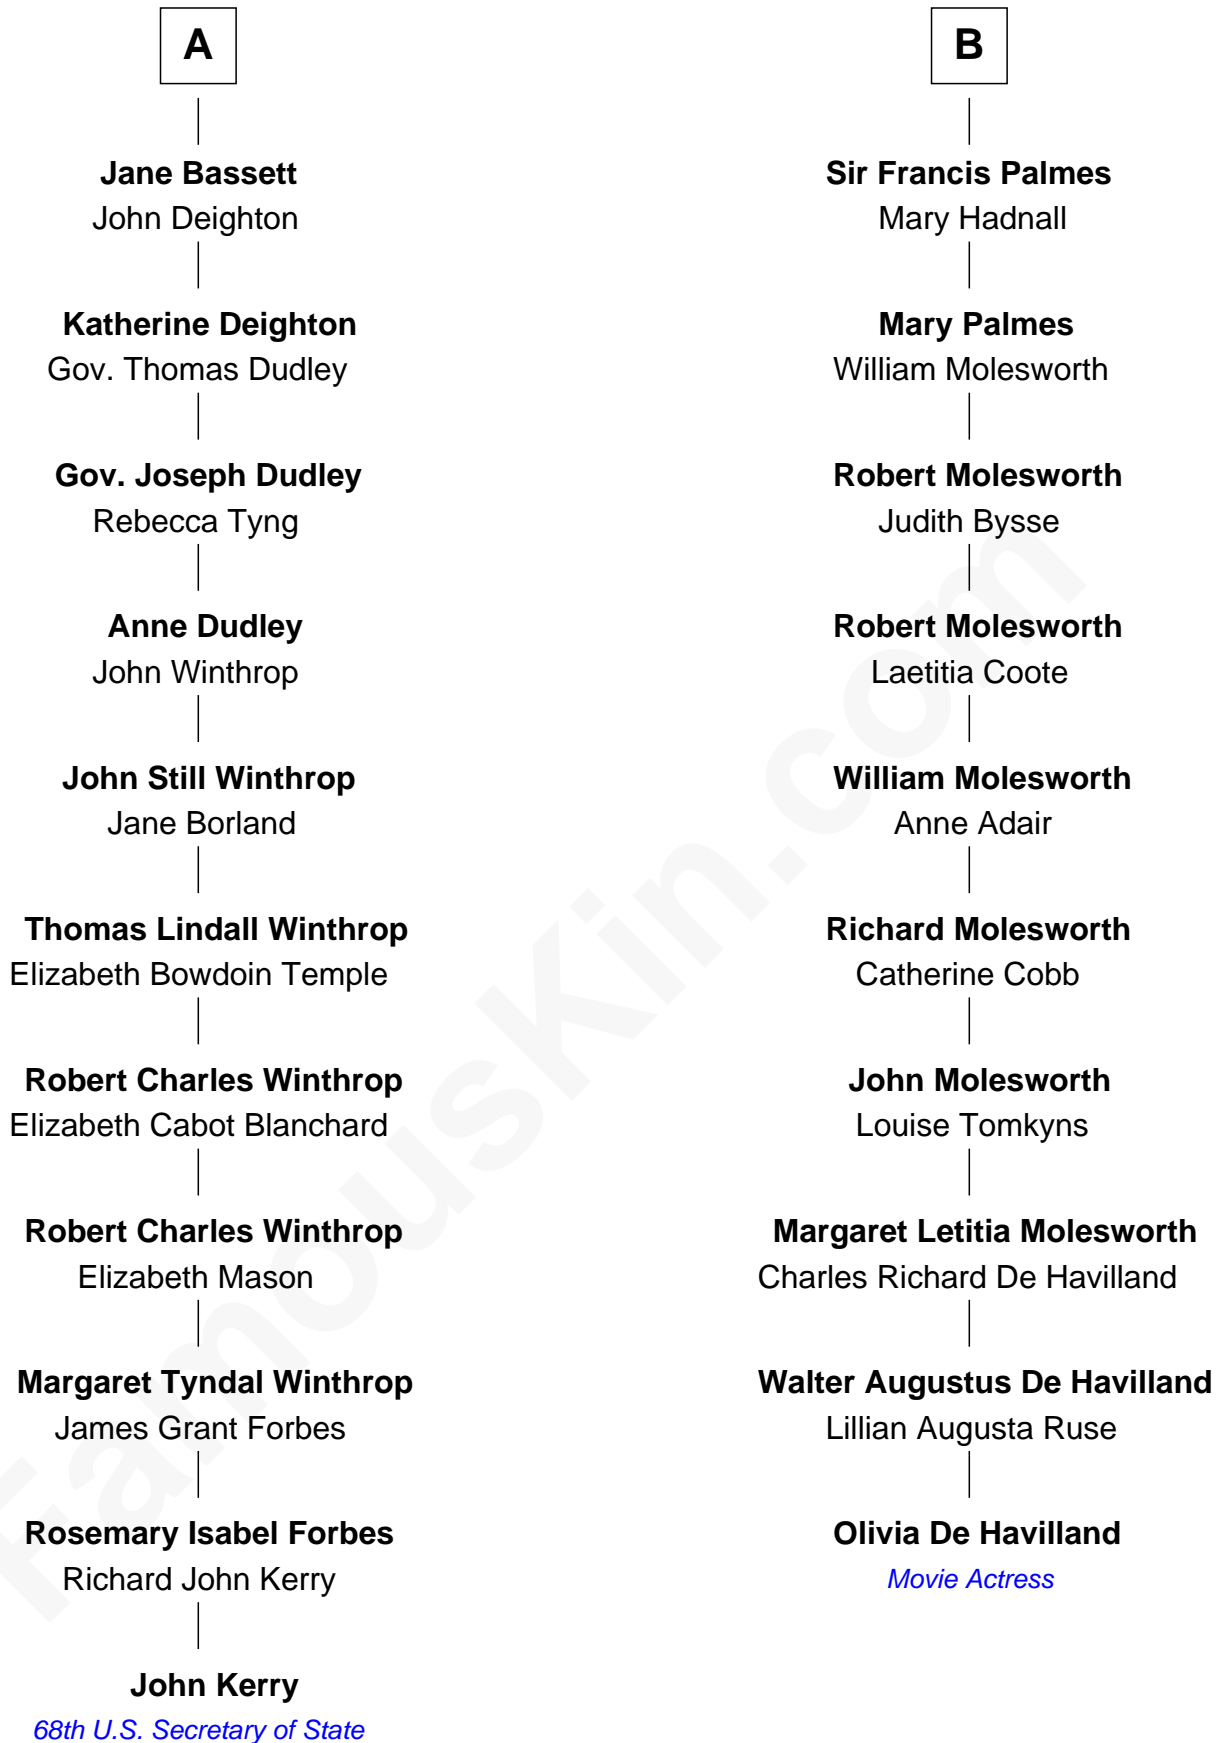 A
Jane Bassett
John Deighton
Katherine Deighton
Gov. Thomas Dudley
Gov. Joseph Dudley
Rebecca Tyng
Anne Dudley
John Winthrop
John Still Winthrop
Jane Borland
Thomas Lindall Winthrop
Elizabeth Bowdoin Temple
Robert Charles Winthrop
Elizabeth Cabot Blanchard
Robert Charles Winthrop
Elizabeth Mason
Margaret Tyndal Winthrop
James Grant Forbes
Rosemary Isabel Forbes
Richard John Kerry
John Kerry
68th U.S. Secretary of State
B
Sir Francis Palmes
Mary Hadnall
Mary Palmes
William Molesworth
Robert Molesworth
Judith Bysse
Robert Molesworth
Laetitia Coote
William Molesworth
Anne Adair
Richard Molesworth
Catherine Cobb
John Molesworth
Louise Tomkyns
Margaret Letitia Molesworth
Charles Richard De Havilland
Walter Augustus De Havilland
Lillian Augusta Ruse
Olivia De Havilland
Movie Actress
FamousKin.com